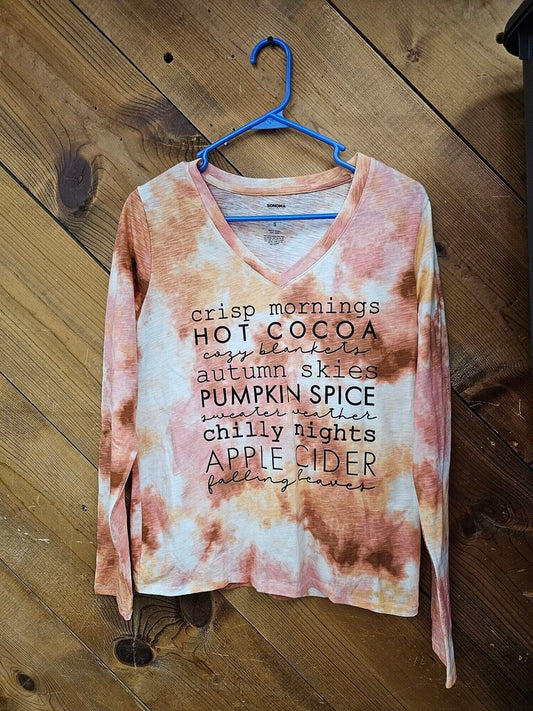 SONOMA
S
crisp mornings
HOT COCOA
cozy blankets
autumn skies
PUMPKIN SPICE
sweater weather
chilly nights
APPLE CIDER
falling leaves